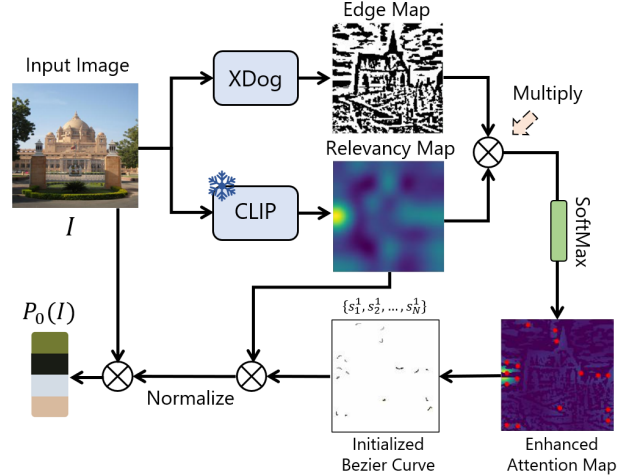 Edge Map
Input Image
XDog
Multiply
Relevancy Map
CLIP
I
SoftMax
{s₁¹, s₂¹, ..., s_N¹}
P₀(I)
Normalize
Initialized
Bezier Curve
Enhanced
Attention Map